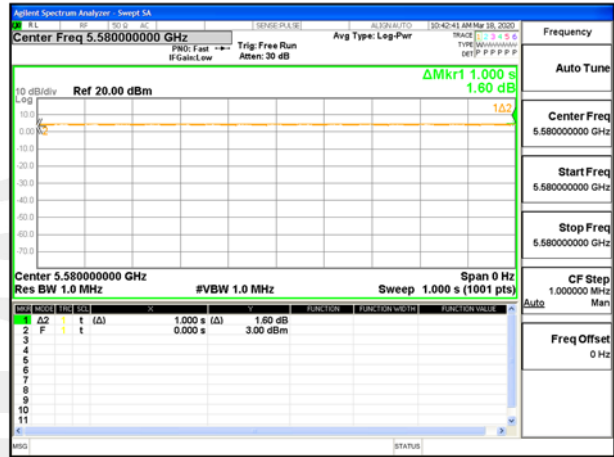 Agilent Spectrum Analyzer - Swept SA
RL RF 50 Ω AC SENSE:PULSE ALIGN AUTO 10:42:41 AM Mar 18, 2020
Center Freq 5.580000000 GHz
PNO: Fast
IFGain:Low
Trig: Free Run
Atten: 30 dB
Avg Type: Log-Pwr
TRACE 1 2 3 4 5 6
TYPE WWWWWW
DET P P P P P P
Frequency
ΔMkr1 1.000 s
1.60 dB
10 dB/div Ref 20.00 dBm
Log
1Δ2
10.0
0.00
-10.0
-20.0
-30.0
-40.0
-50.0
-60.0
-70.0
Center 5.580000000 GHz Span 0 Hz
Res BW 1.0 MHz #VBW 1.0 MHz Sweep 1.000 s (1001 pts)
MKR MODE TRC SCL X Y FUNCTION FUNCTION WIDTH FUNCTION VALUE
1 Δ2 1 t (Δ) 1.000 s (Δ) 1.60 dB
2 F 1 t 0.000 s 3.00 dBm
3
4
5
6
7
8
9
10
11
MSG STATUS
Auto Tune
Center Freq
5.580000000 GHz
Start Freq
5.580000000 GHz
Stop Freq
5.580000000 GHz
CF Step
1.000000 MHz
Auto Man
Freq Offset
0 Hz